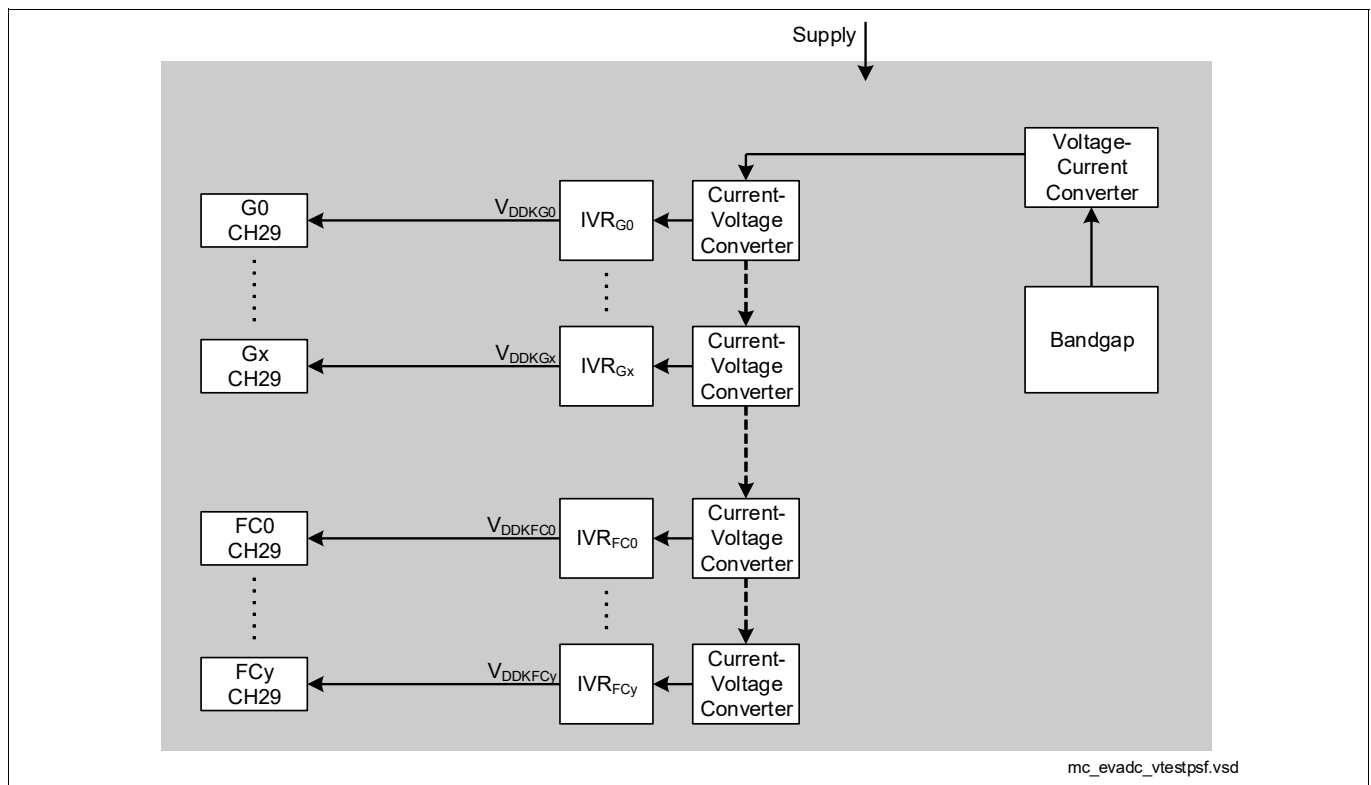 Supply
Voltage-
Current
Converter
G0
CH29
VDDKG0
IVRG0
Current-
Voltage
Converter
Gx
CH29
VDDKGx
IVRGx
Current-
Voltage
Converter
Bandgap
FC0
CH29
VDDKFC0
IVRFC0
Current-
Voltage
Converter
FCy
CH29
VDDKFCy
IVRFCy
Current-
Voltage
Converter
mc_evadc_vtestpsf.vsd